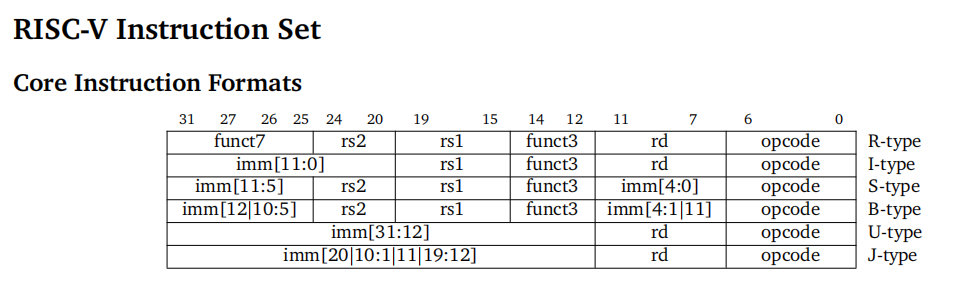 RISC-V Instruction Set
Core Instruction Formats
31 27 26 25 24 20 19 15 14 12 11 7 6 0
funct7 rs2 rs1 funct3 rd opcode R-type
imm[11:0] rs1 funct3 rd opcode I-type
imm[11:5] rs2 rs1 funct3 imm[4:0] opcode S-type
imm[12|10:5] rs2 rs1 funct3 imm[4:1|11] opcode B-type
imm[31:12] rd opcode U-type
imm[20|10:1|11|19:12] rd opcode J-type